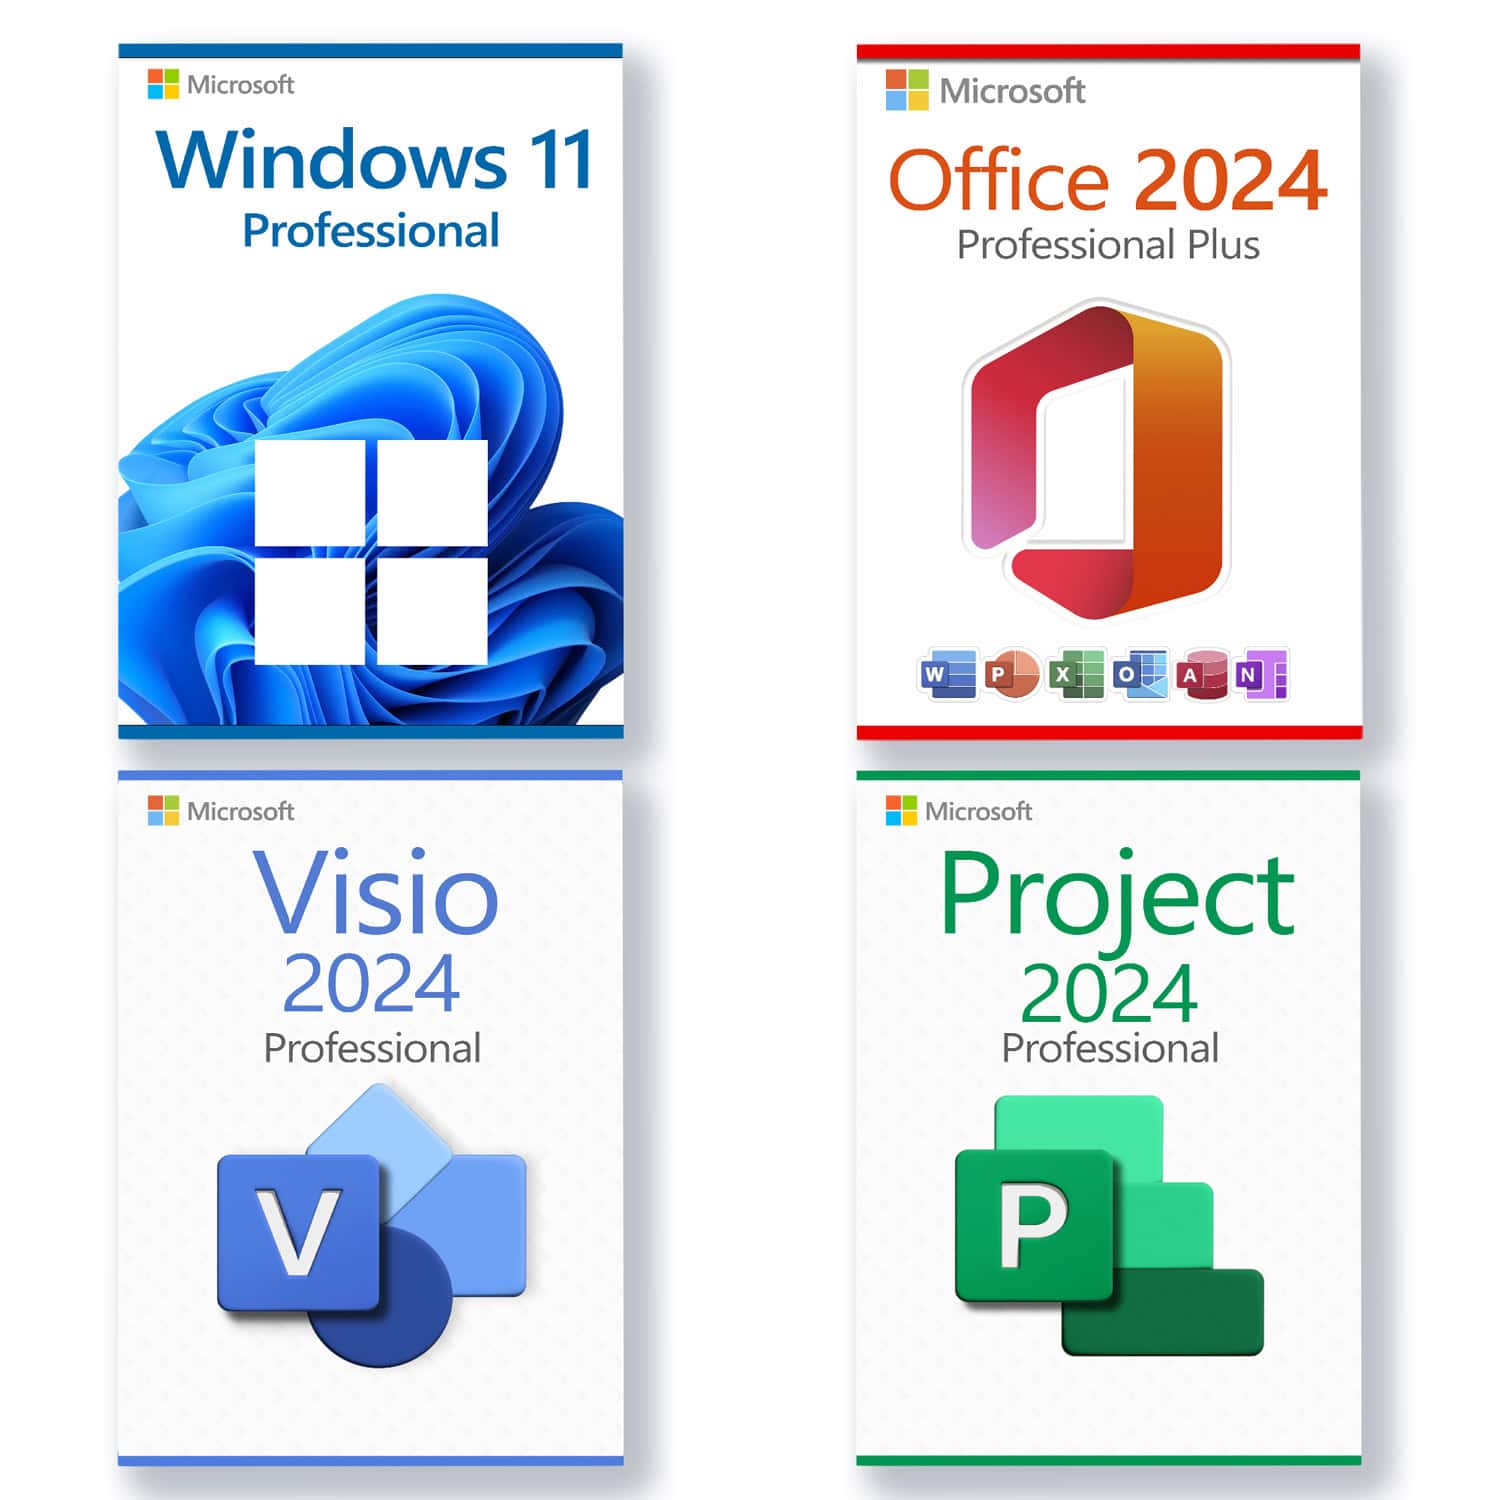 Microsoft
Windows 11
Professional
Microsoft
Office 2024
Professional Plus
W P X O A N
Microsoft
Visio
2024
Professional
V
Microsoft
Project
2024
Professional
P